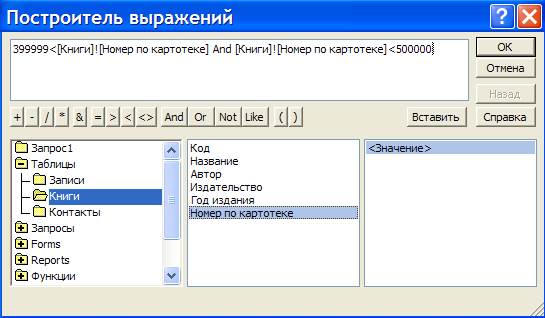 Построитель выражений
399999<[Книги]![Номер по картотеке] And [Книги]![Номер по картотеке]<500000
OK
Отмена
Назад
+ - / * & = > < <> And Or Not Like ( ) Вставить Справка
Запрос1
Таблицы
Записи
Книги
Контакты
Запросы
Forms
Reports
Функции
Код
Название
Автор
Издательство
Год издания
Номер по картотеке
<Значение>